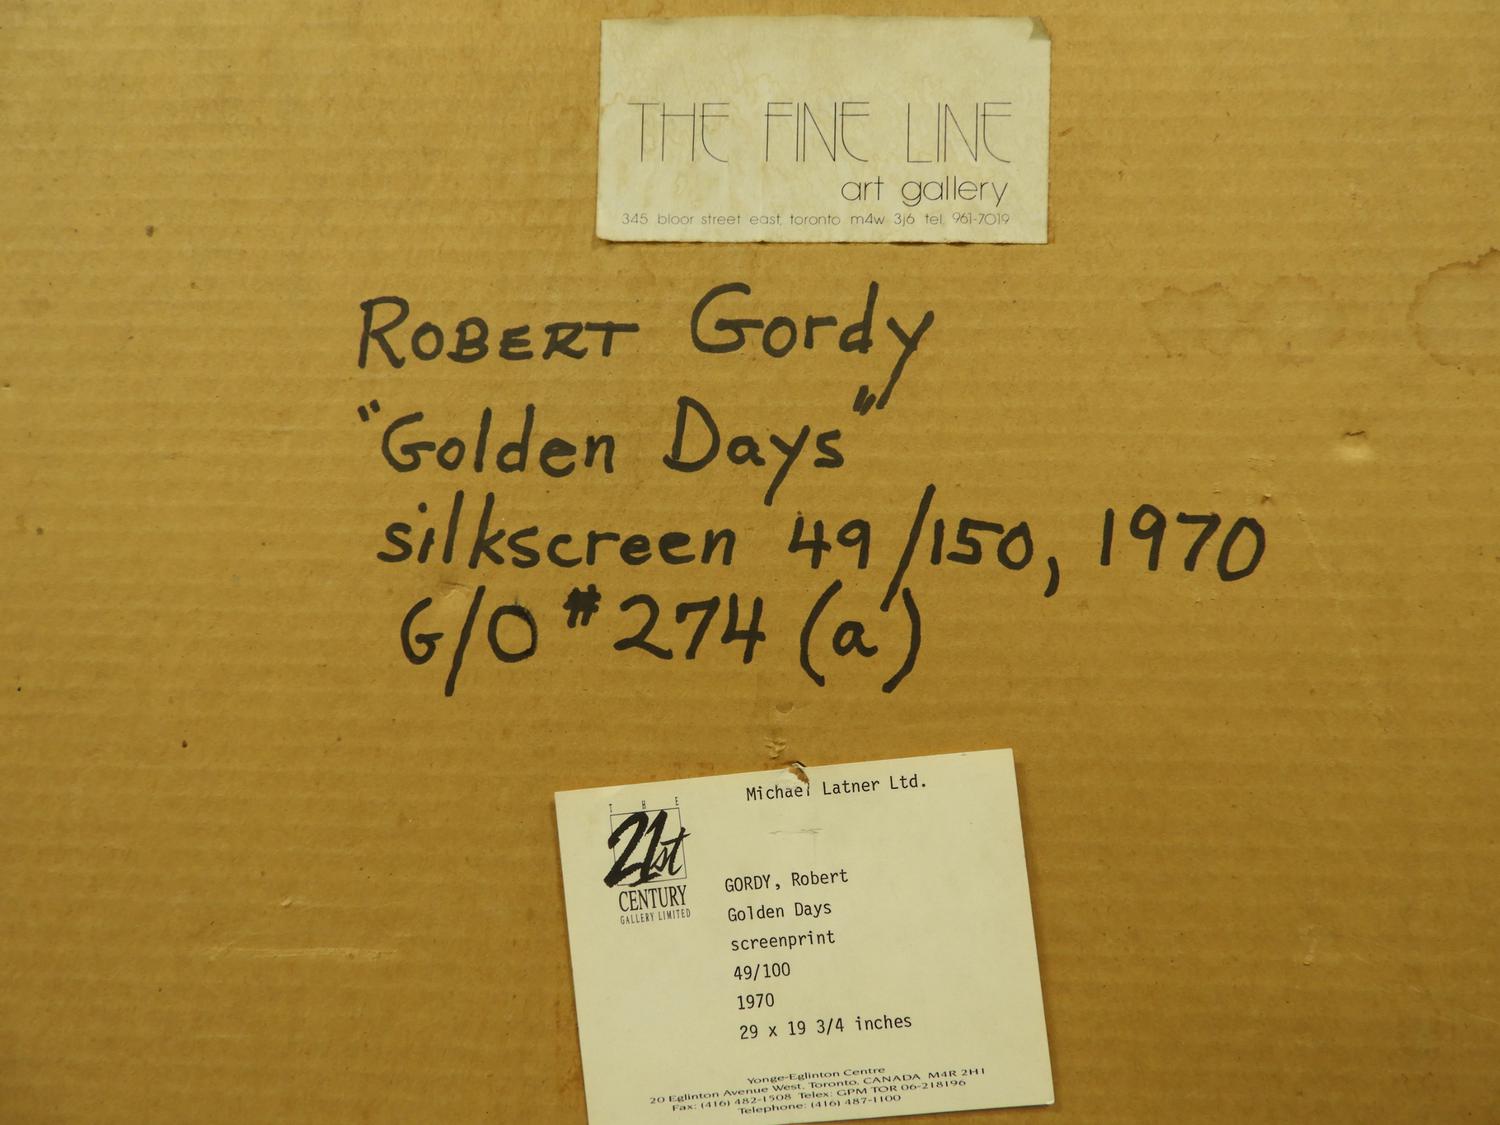 THE FINE LINE
art gallery
345 bloor street east, toronto m4w 3j6 tel. 961-7019
ROBERT Gordy
"Golden Days"
silkscreen 49/150, 1970
G/O #274 (a)
Michael Latner Ltd.
THE
21st
CENTURY
GALLERY LIMITED
GORDY, Robert
Golden Days
screenprint
49/100
1970
29 x 19 3/4 inches
Yonge-Eglinton Centre
20 Eglinton Avenue West, Toronto, CANADA M4R 2H1
Fax: (416) 482-1508 Telex: GPM TOR 06-218196
Telephone: (416) 487-1100